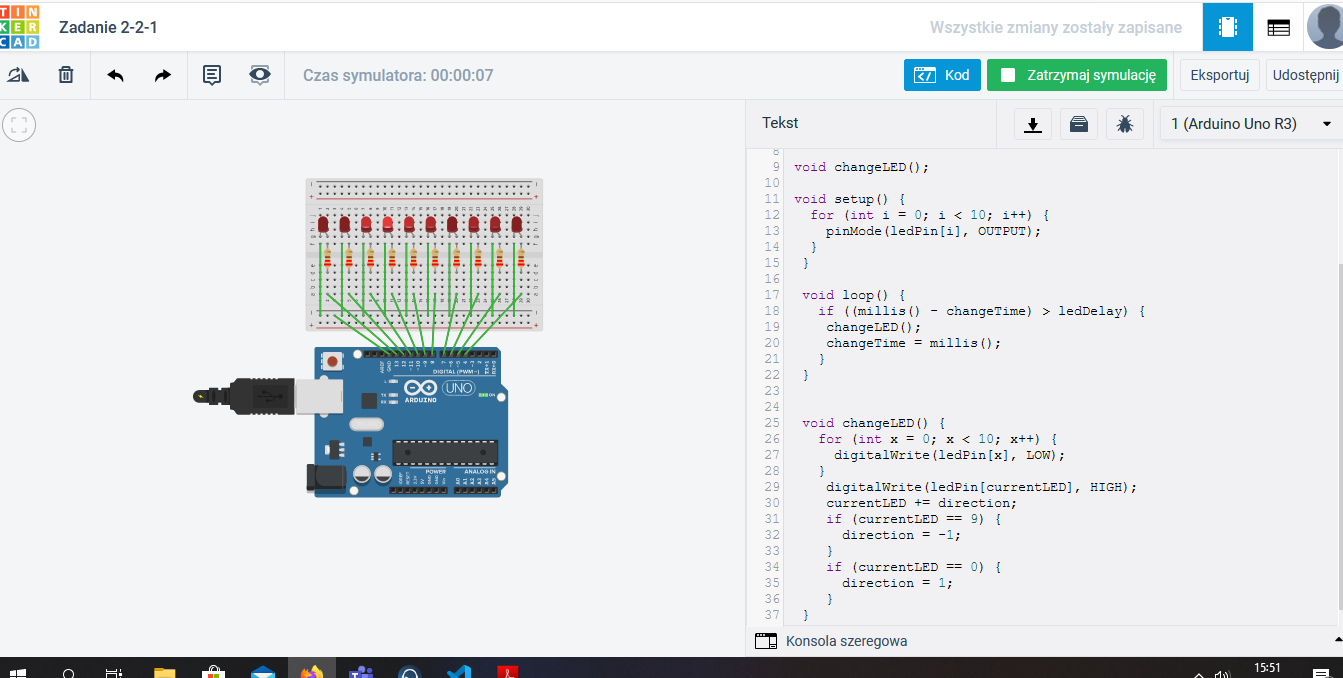 TIN
KER
CAD
Zadanie 2-2-1
Wszystkie zmiany zostały zapisane
Czas symulatora: 00:00:07
Kod
Zatrzymaj symulację
Eksportuj
Udostępnij
Tekst
1 (Arduino Uno R3)
8
9 void changeLED();
10
11 void setup() {
12 for (int i = 0; i < 10; i++) {
13 pinMode(ledPin[i], OUTPUT);
14 }
15 }
16
17 void loop() {
18 if ((millis() - changeTime) > ledDelay) {
19 changeLED();
20 changeTime = millis();
21 }
22 }
23
24
25 void changeLED() {
26 for (int x = 0; x < 10; x++) {
27 digitalWrite(ledPin[x], LOW);
28 }
29 digitalWrite(ledPin[currentLED], HIGH);
30 currentLED += direction;
31 if (currentLED == 9) {
32 direction = -1;
33 }
34 if (currentLED == 0) {
35 direction = 1;
36 }
37 }
DIGITAL (PWM~)
UNO
ARDUINO
ON
POWER
ANALOG IN
Konsola szeregowa
15:51